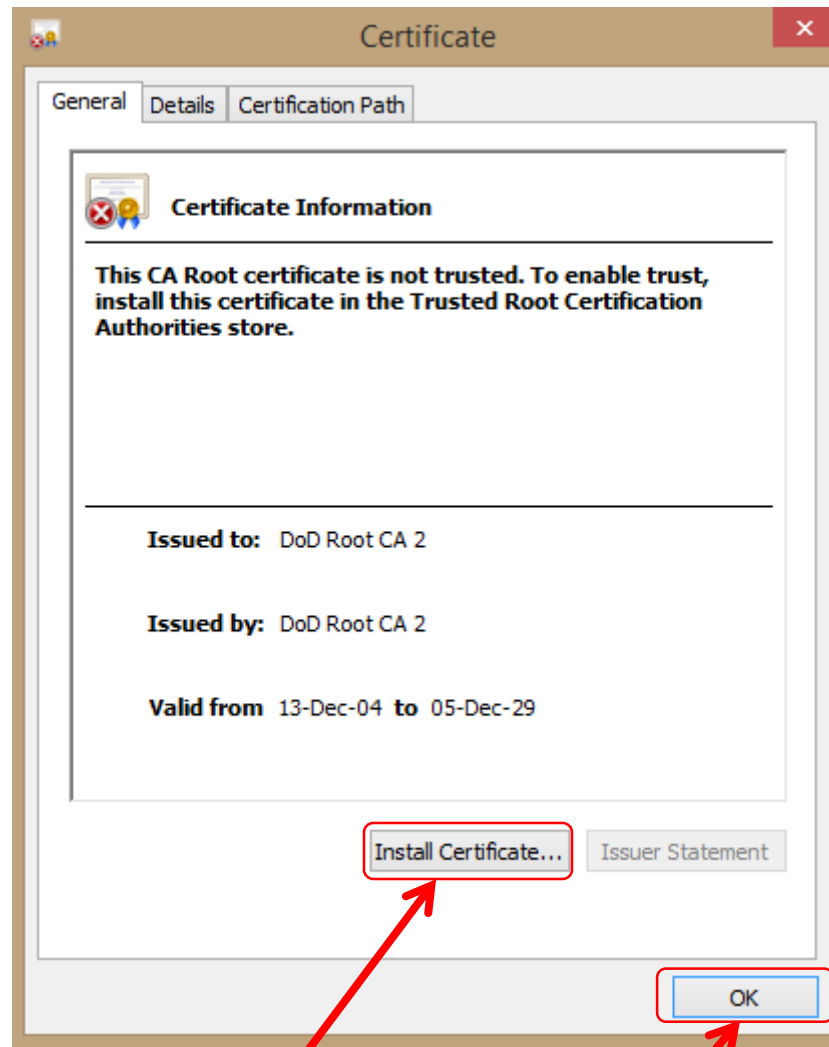 Certificate
General Details Certification Path
Certificate Information
This CA Root certificate is not trusted. To enable trust,
install this certificate in the Trusted Root Certification
Authorities store.
Issued to: DoD Root CA 2
Issued by: DoD Root CA 2
Valid from 13-Dec-04 to 05-Dec-29
Install Certificate... Issuer Statement
OK